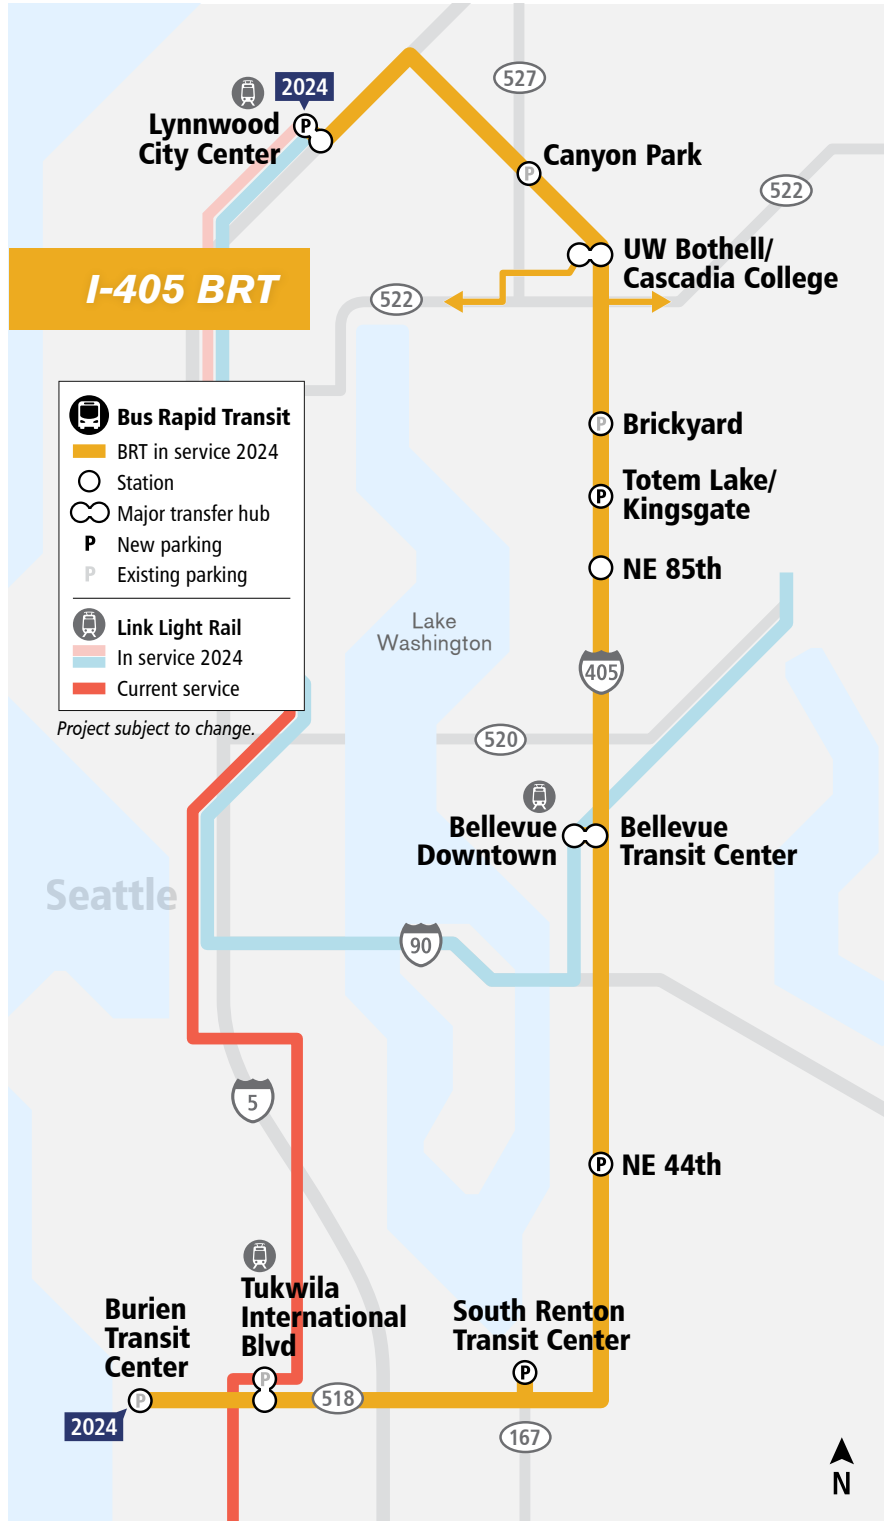 527
2024
P
Lynnwood
City Center
Canyon Park
P
522
UW Bothell/
Cascadia College
I-405 BRT
522
Bus Rapid Transit
BRT in service 2024
Station
Major transfer hub
P New parking
P Existing parking
Link Light Rail
In service 2024
Current service
Project subject to change.
P
Brickyard
P
Totem Lake/
Kingsgate
NE 85th
Lake
Washington
405
520
Bellevue
Downtown
Bellevue
Transit Center
Seattle
90
5
P
NE 44th
Tukwila
International
Blvd
Burien
Transit
Center
South Renton
Transit Center
P
P
P
518
2024
167
N